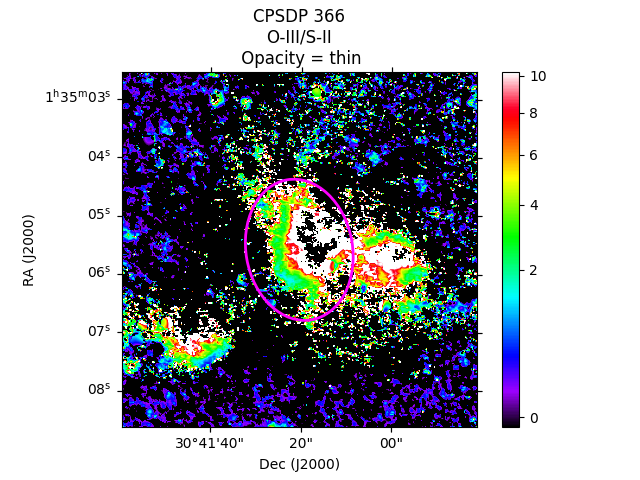 CPSDP 366
O-III/S-II
Opacity = thin
1ʰ35ᵐ03ˢ
04ˢ
05ˢ
06ˢ
07ˢ
08ˢ
RA (J2000)
30°41'40"
20"
00"
Dec (J2000)
10
8
6
4
2
0